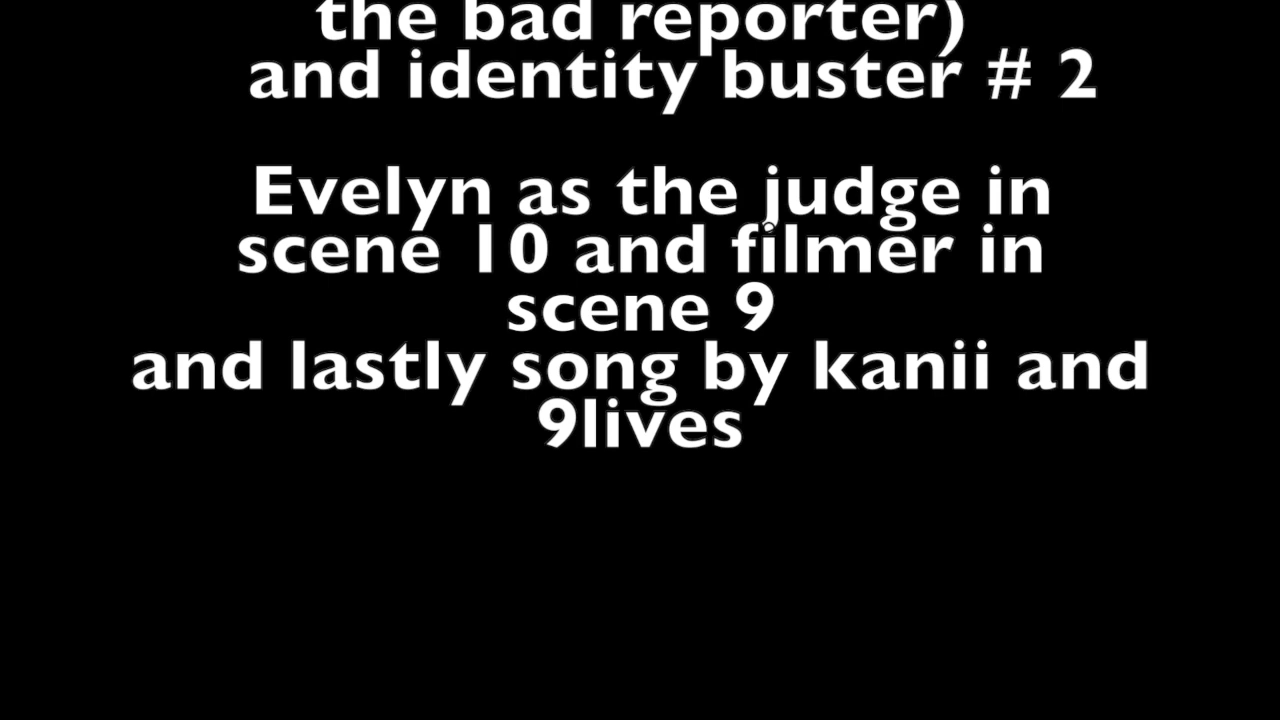 the bad reporter)
and identity buster # 2
Evelyn as the judge in
scene 10 and filmer in
scene 9
and lastly song by kanii and
9lives